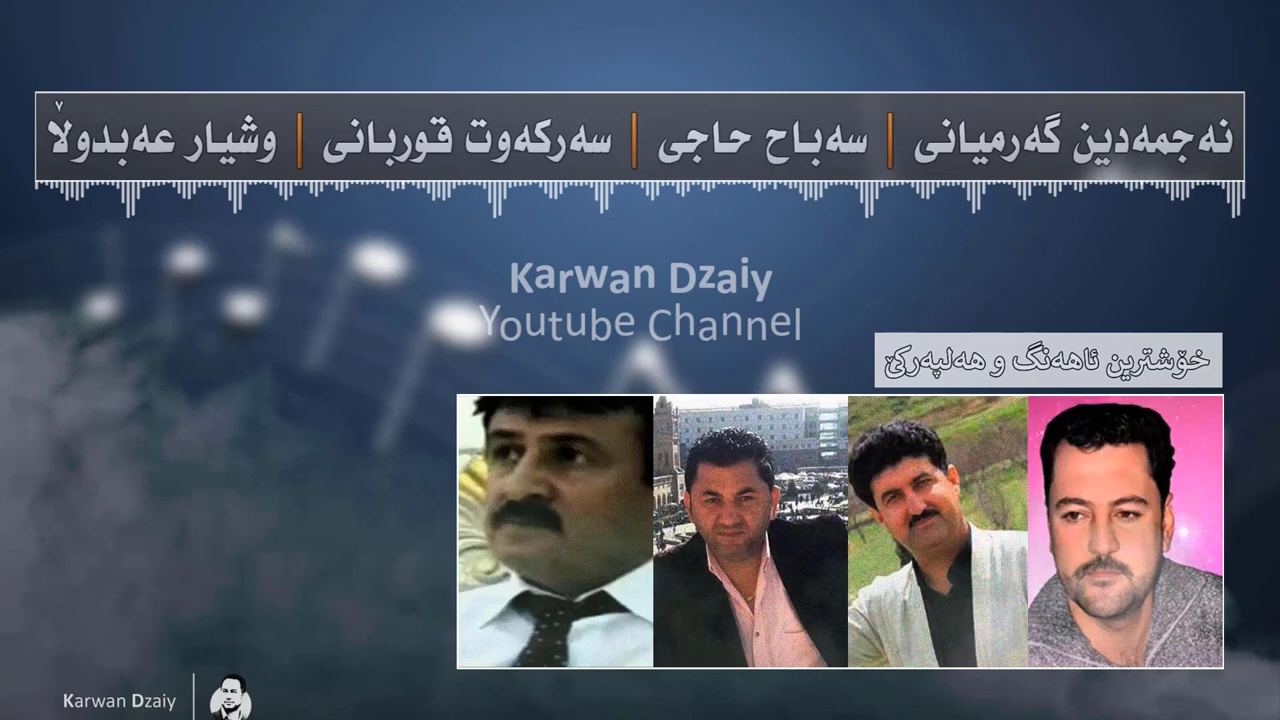 نەجمەدین گەرمیانی | سەباح حاجی | سەرکەوت قوربانی | وشیار عەبدوڵا
Karwan Dzaiy
Youtube Channel
خۆشترین ئاهەنگ و هەلپەرکێ
Karwan Dzaiy